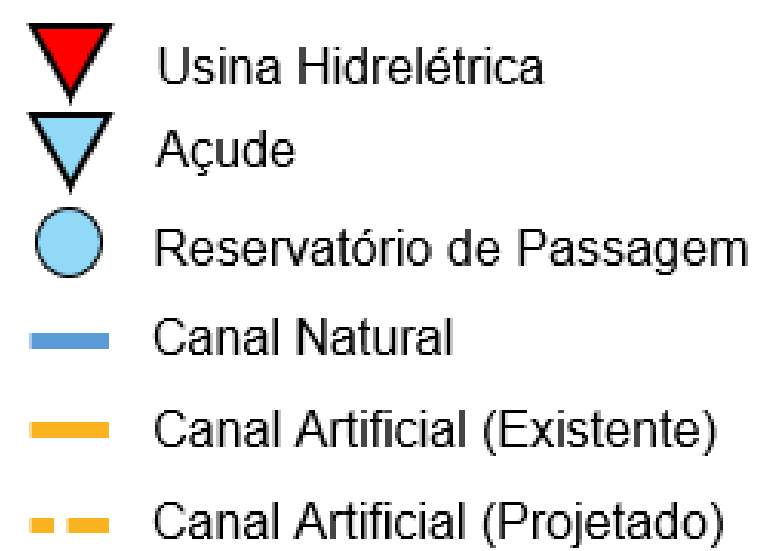 Usina Hidrelétrica
Açude
Reservatório de Passagem
Canal Natural
Canal Artificial (Existente)
Canal Artificial (Projetado)